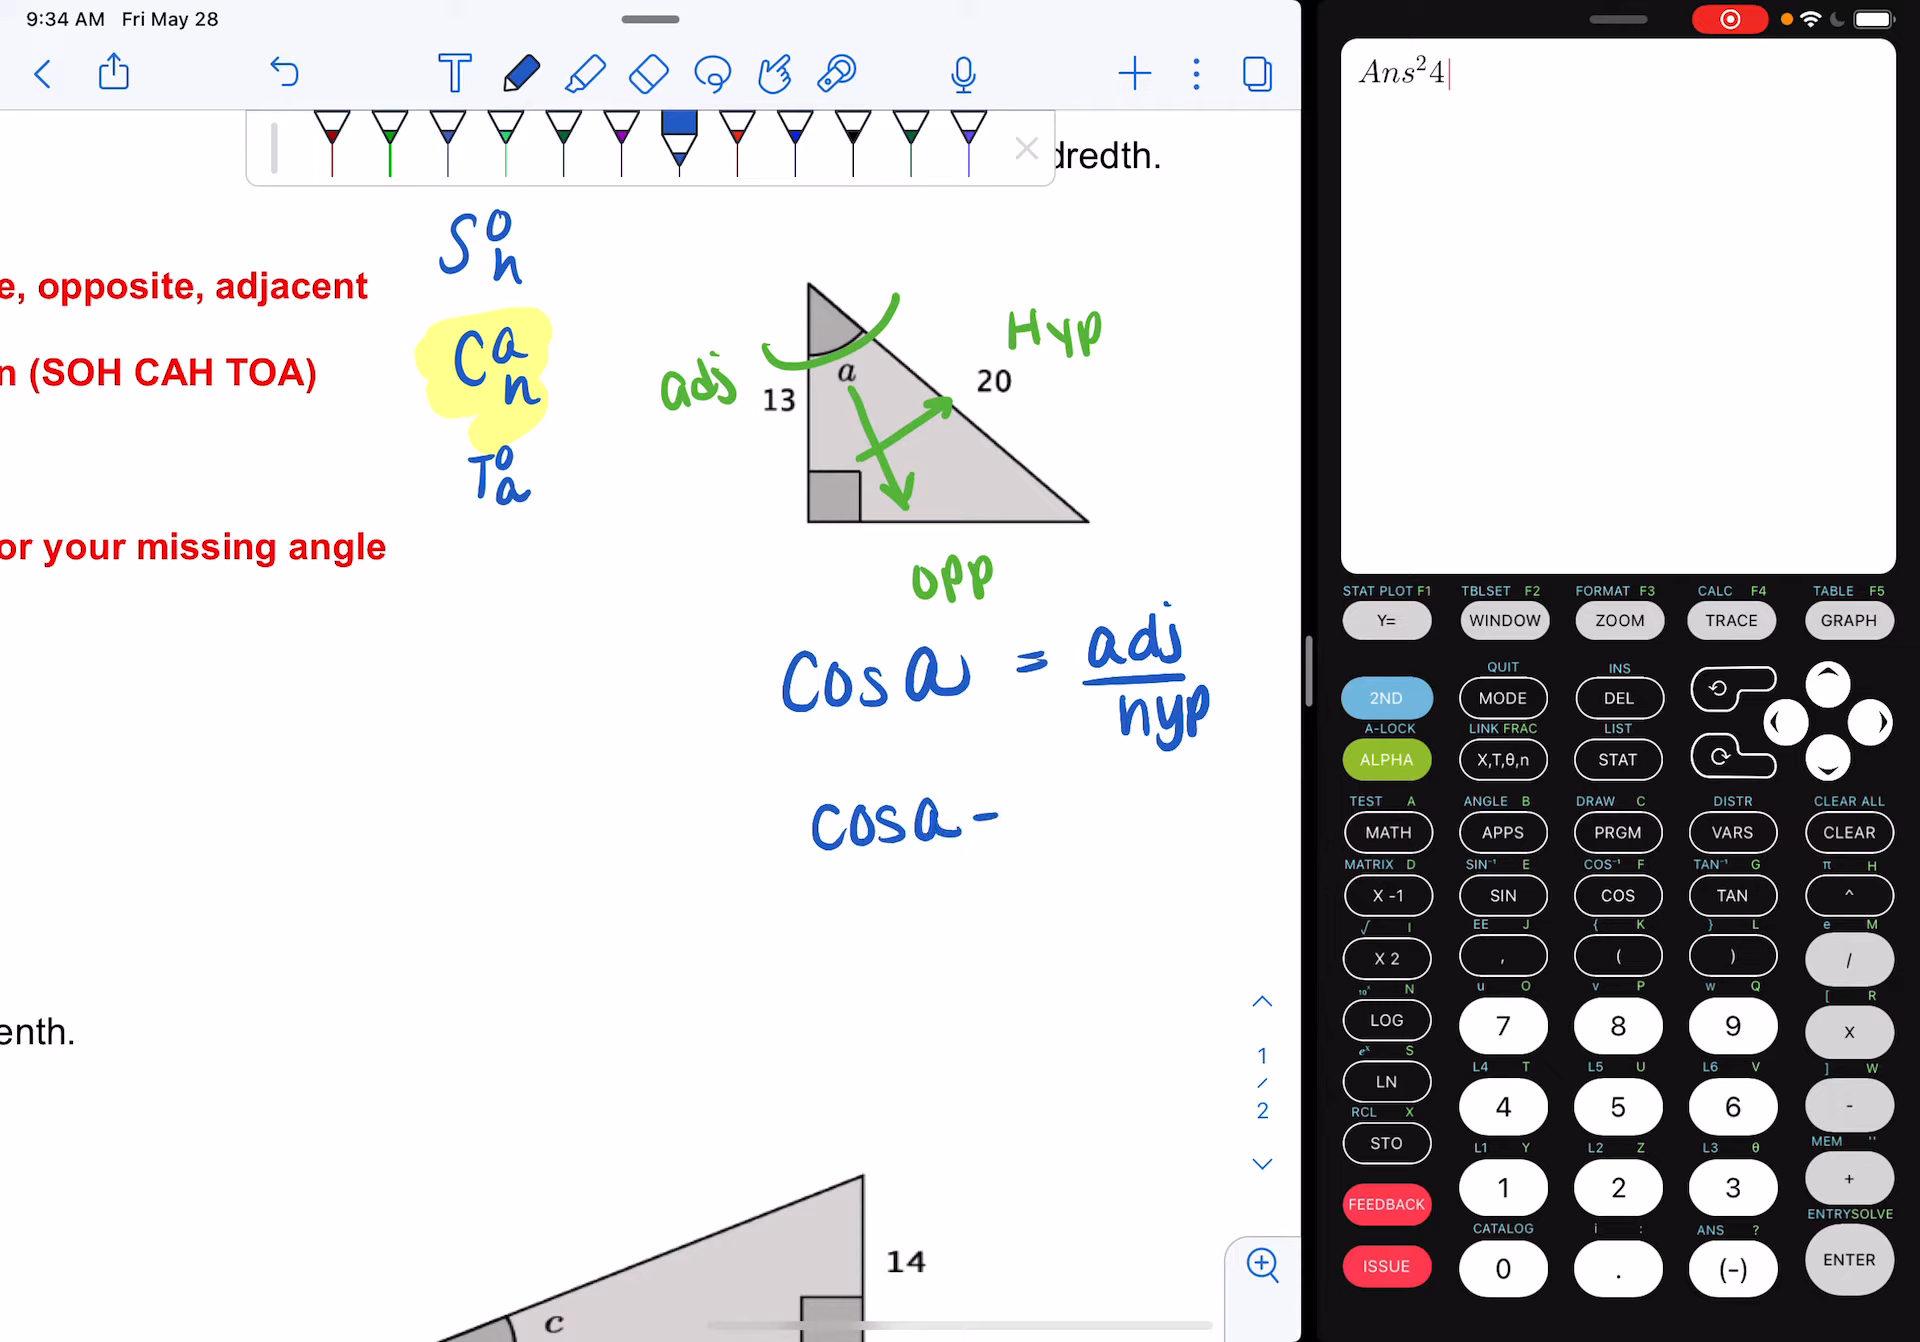 9:34 AM Fri May 28
dredth.
S o h
e, opposite, adjacent
C a h
n (SOH CAH TOA)
T o a
or your missing angle
Hyp
adj
13
a
20
opp
Cos a = adj
hyp
cos a -
enth.
1
/
2
14
c
Ans²4
STAT PLOT F1 TBLSET F2 FORMAT F3 CALC F4 TABLE F5
Y= WINDOW ZOOM TRACE GRAPH
QUIT INS
2ND MODE DEL
A-LOCK LINK FRAC LIST
ALPHA X,T,θ,n STAT
TEST A ANGLE B DRAW C DISTR CLEAR ALL
MATH APPS PRGM VARS CLEAR
MATRIX D SIN⁻¹ E COS⁻¹ F TAN⁻¹ G π H
X -1 SIN COS TAN ^
√ I EE J { K } L e M
X 2 , ( ) /
10ˣ N u O v P w Q [ R
LOG 7 8 9 X
eˣ S L4 T L5 U L6 V ] W
LN 4 5 6 -
RCL X L1 Y L2 Z L3 θ MEM "
STO 1 2 3 +
FEEDBACK CATALOG i : ANS ? ENTRY SOLVE
ISSUE 0 . (-) ENTER